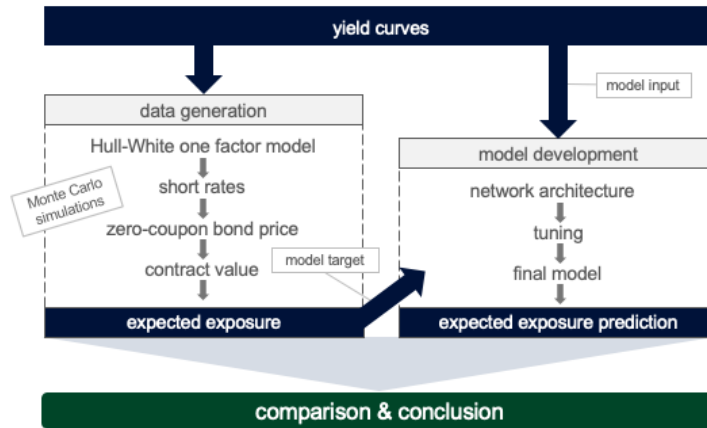 yield curves
model input
data generation
Hull-White one factor model
Monte Carlo
simulations
short rates
zero-coupon bond price
contract value
model target
expected exposure
model development
network architecture
tuning
final model
expected exposure prediction
comparison & conclusion